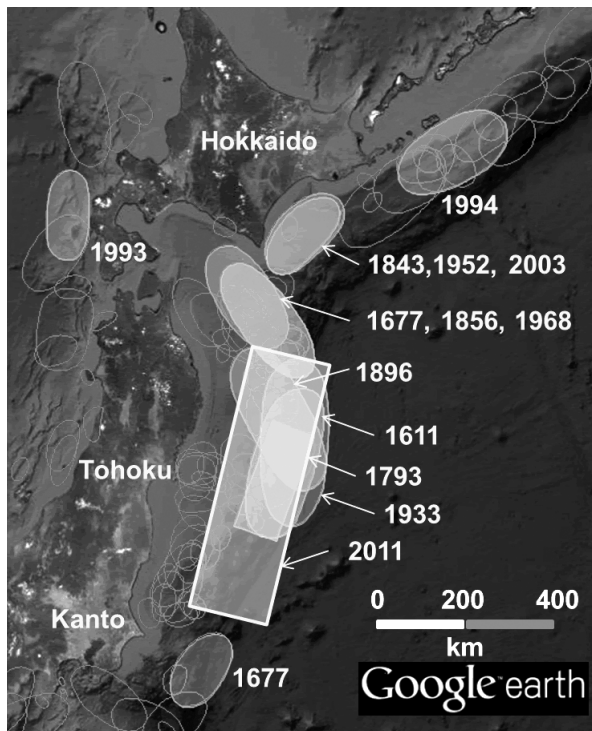 Hokkaido
1994
1993
1843,1952, 2003
1677, 1856, 1968
1896
1611
Tohoku
1793
1933
2011
0 200 400
Kanto
km
1677
Google earth